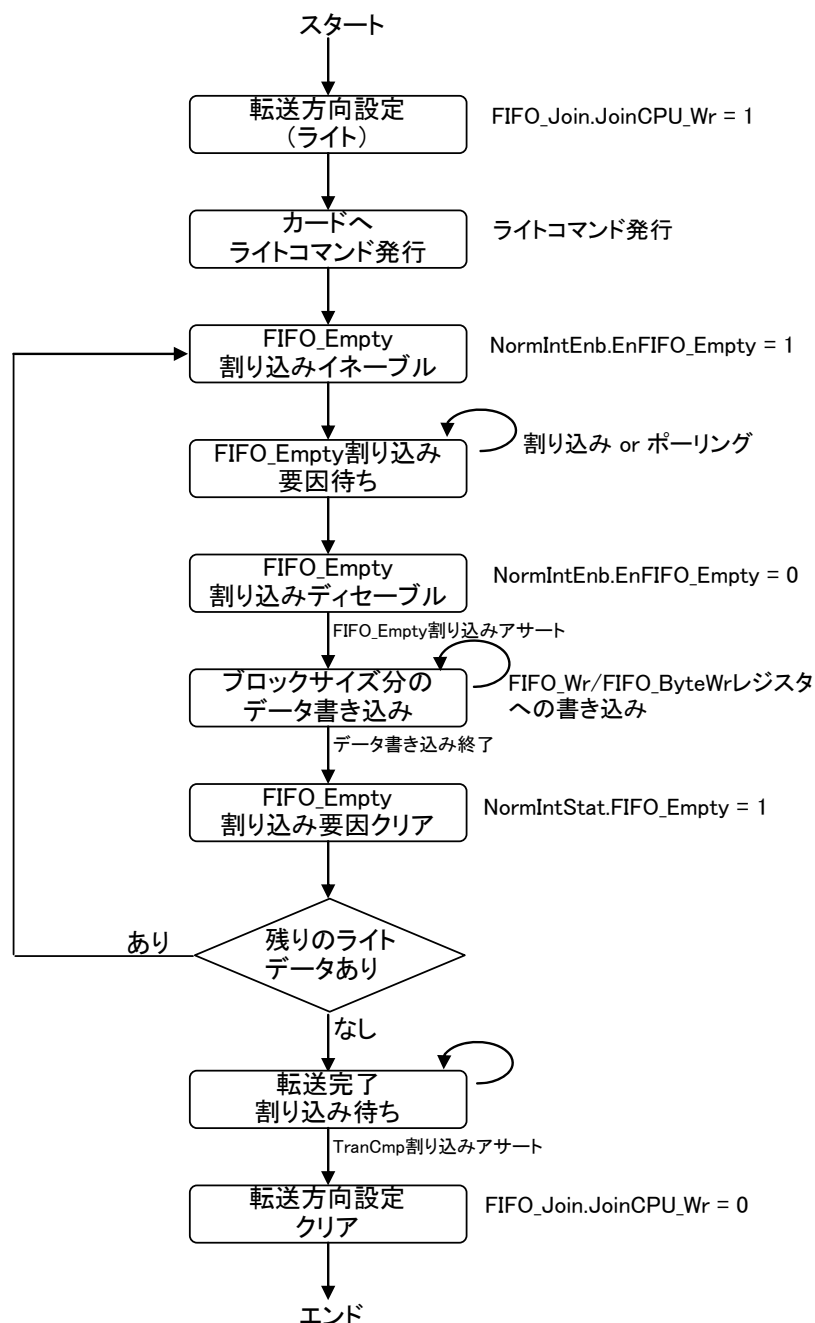 スタート
転送方向設定
(ライト)
FIFO_Join.JoinCPU_Wr = 1
カードへ
ライトコマンド発行
ライトコマンド発行
FIFO_Empty
割り込みイネーブル
NormIntEnb.EnFIFO_Empty = 1
FIFO_Empty割り込み
要因待ち
割り込み or ポーリング
FIFO_Empty
割り込みディセーブル
NormIntEnb.EnFIFO_Empty = 0
FIFO_Empty割り込みアサート
ブロックサイズ分の
データ書き込み
FIFO_Wr/FIFO_ByteWrレジスタ
への書き込み
データ書き込み終了
FIFO_Empty
割り込み要因クリア
NormIntStat.FIFO_Empty = 1
あり
残りのライト
データあり
なし
転送完了
割り込み待ち
TranCmp割り込みアサート
転送方向設定
クリア
FIFO_Join.JoinCPU_Wr = 0
エンド